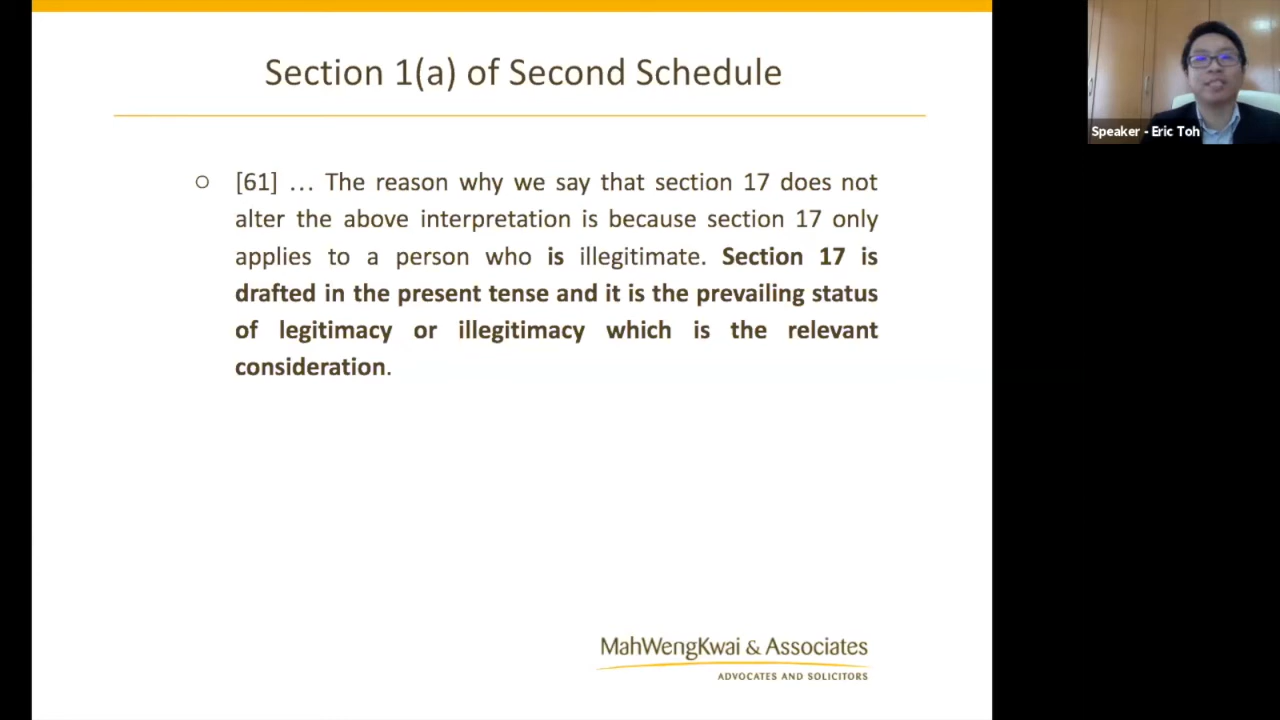 Section 1(a) of Second Schedule
Speaker - Eric Toh
○ [61] … The reason why we say that section 17 does not
alter the above interpretation is because section 17 only
applies to a person who is illegitimate. Section 17 is
drafted in the present tense and it is the prevailing status
of legitimacy or illegitimacy which is the relevant
consideration.
MahWengKwai & Associates
ADVOCATES AND SOLICITORS